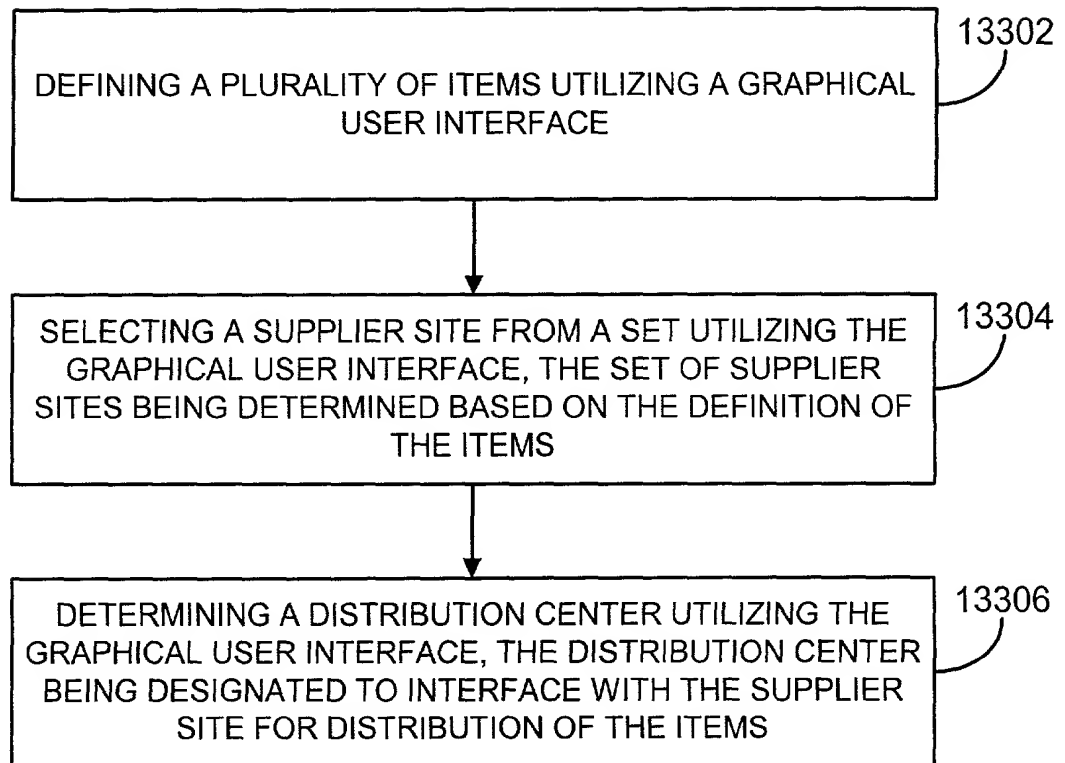 13302
DEFINING A PLURALITY OF ITEMS UTILIZING A GRAPHICAL
USER INTERFACE
13304
SELECTING A SUPPLIER SITE FROM A SET UTILIZING THE
GRAPHICAL USER INTERFACE, THE SET OF SUPPLIER
SITES BEING DETERMINED BASED ON THE DEFINITION OF
THE ITEMS
13306
DETERMINING A DISTRIBUTION CENTER UTILIZING THE
GRAPHICAL USER INTERFACE, THE DISTRIBUTION CENTER
BEING DESIGNATED TO INTERFACE WITH THE SUPPLIER
SITE FOR DISTRIBUTION OF THE ITEMS